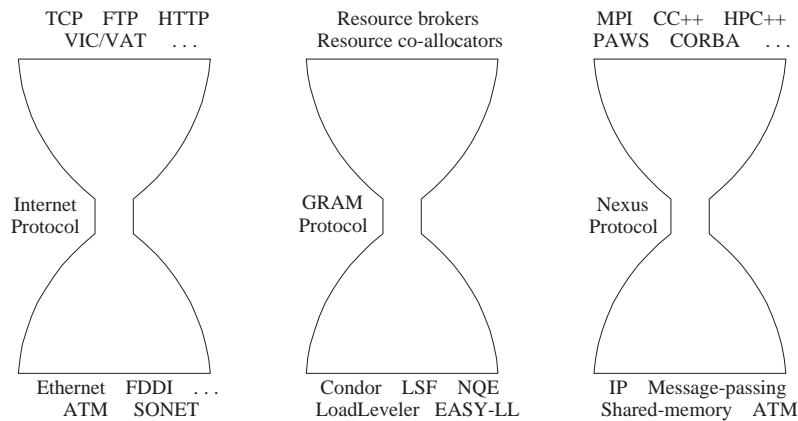 TCP FTP HTTP
VIC/VAT . . .
Internet
Protocol
Ethernet FDDI . . .
ATM SONET
Resource brokers
Resource co-allocators
GRAM
Protocol
Condor LSF NQE
LoadLeveler EASY-LL
MPI CC++ HPC++
PAWS CORBA . . .
Nexus
Protocol
IP Message-passing
Shared-memory ATM